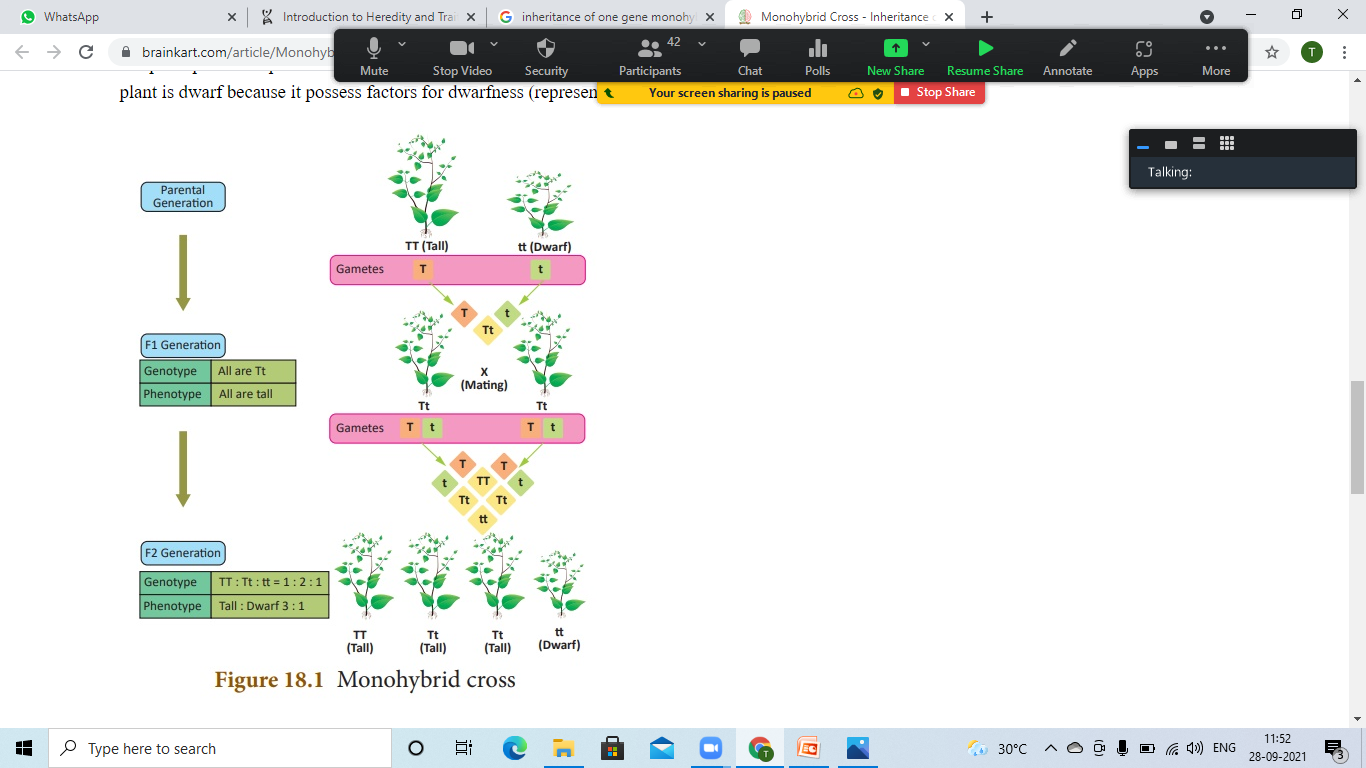 WhatsApp
Introduction to Heredity and Trai
inheritance of one gene monohy
Monohybrid Cross - Inheritance o
brainkart.com/article/Monohyb
T
Mute
Stop Video
Security
42
Participants
Chat
Polls
New Share
Resume Share
Annotate
Apps
More
plant is dwarf because it possess factors for dwarfness (represen
Your screen sharing is paused
Stop Share
Talking:
Parental
Generation
TT (Tall)
tt (Dwarf)
Gametes
T
t
T
t
Tt
F1 Generation
Genotype
All are Tt
Phenotype
All are tall
X
(Mating)
Tt
Tt
Gametes
T
t
T
t
T
T
t
TT
t
Tt
Tt
tt
F2 Generation
Genotype
TT : Tt : tt = 1 : 2 : 1
Phenotype
Tall : Dwarf 3 : 1
TT
(Tall)
Tt
(Tall)
Tt
(Tall)
tt
(Dwarf)
Figure 18.1 Monohybrid cross
Type here to search
T
30°C
ENG
11:52
28-09-2021
3